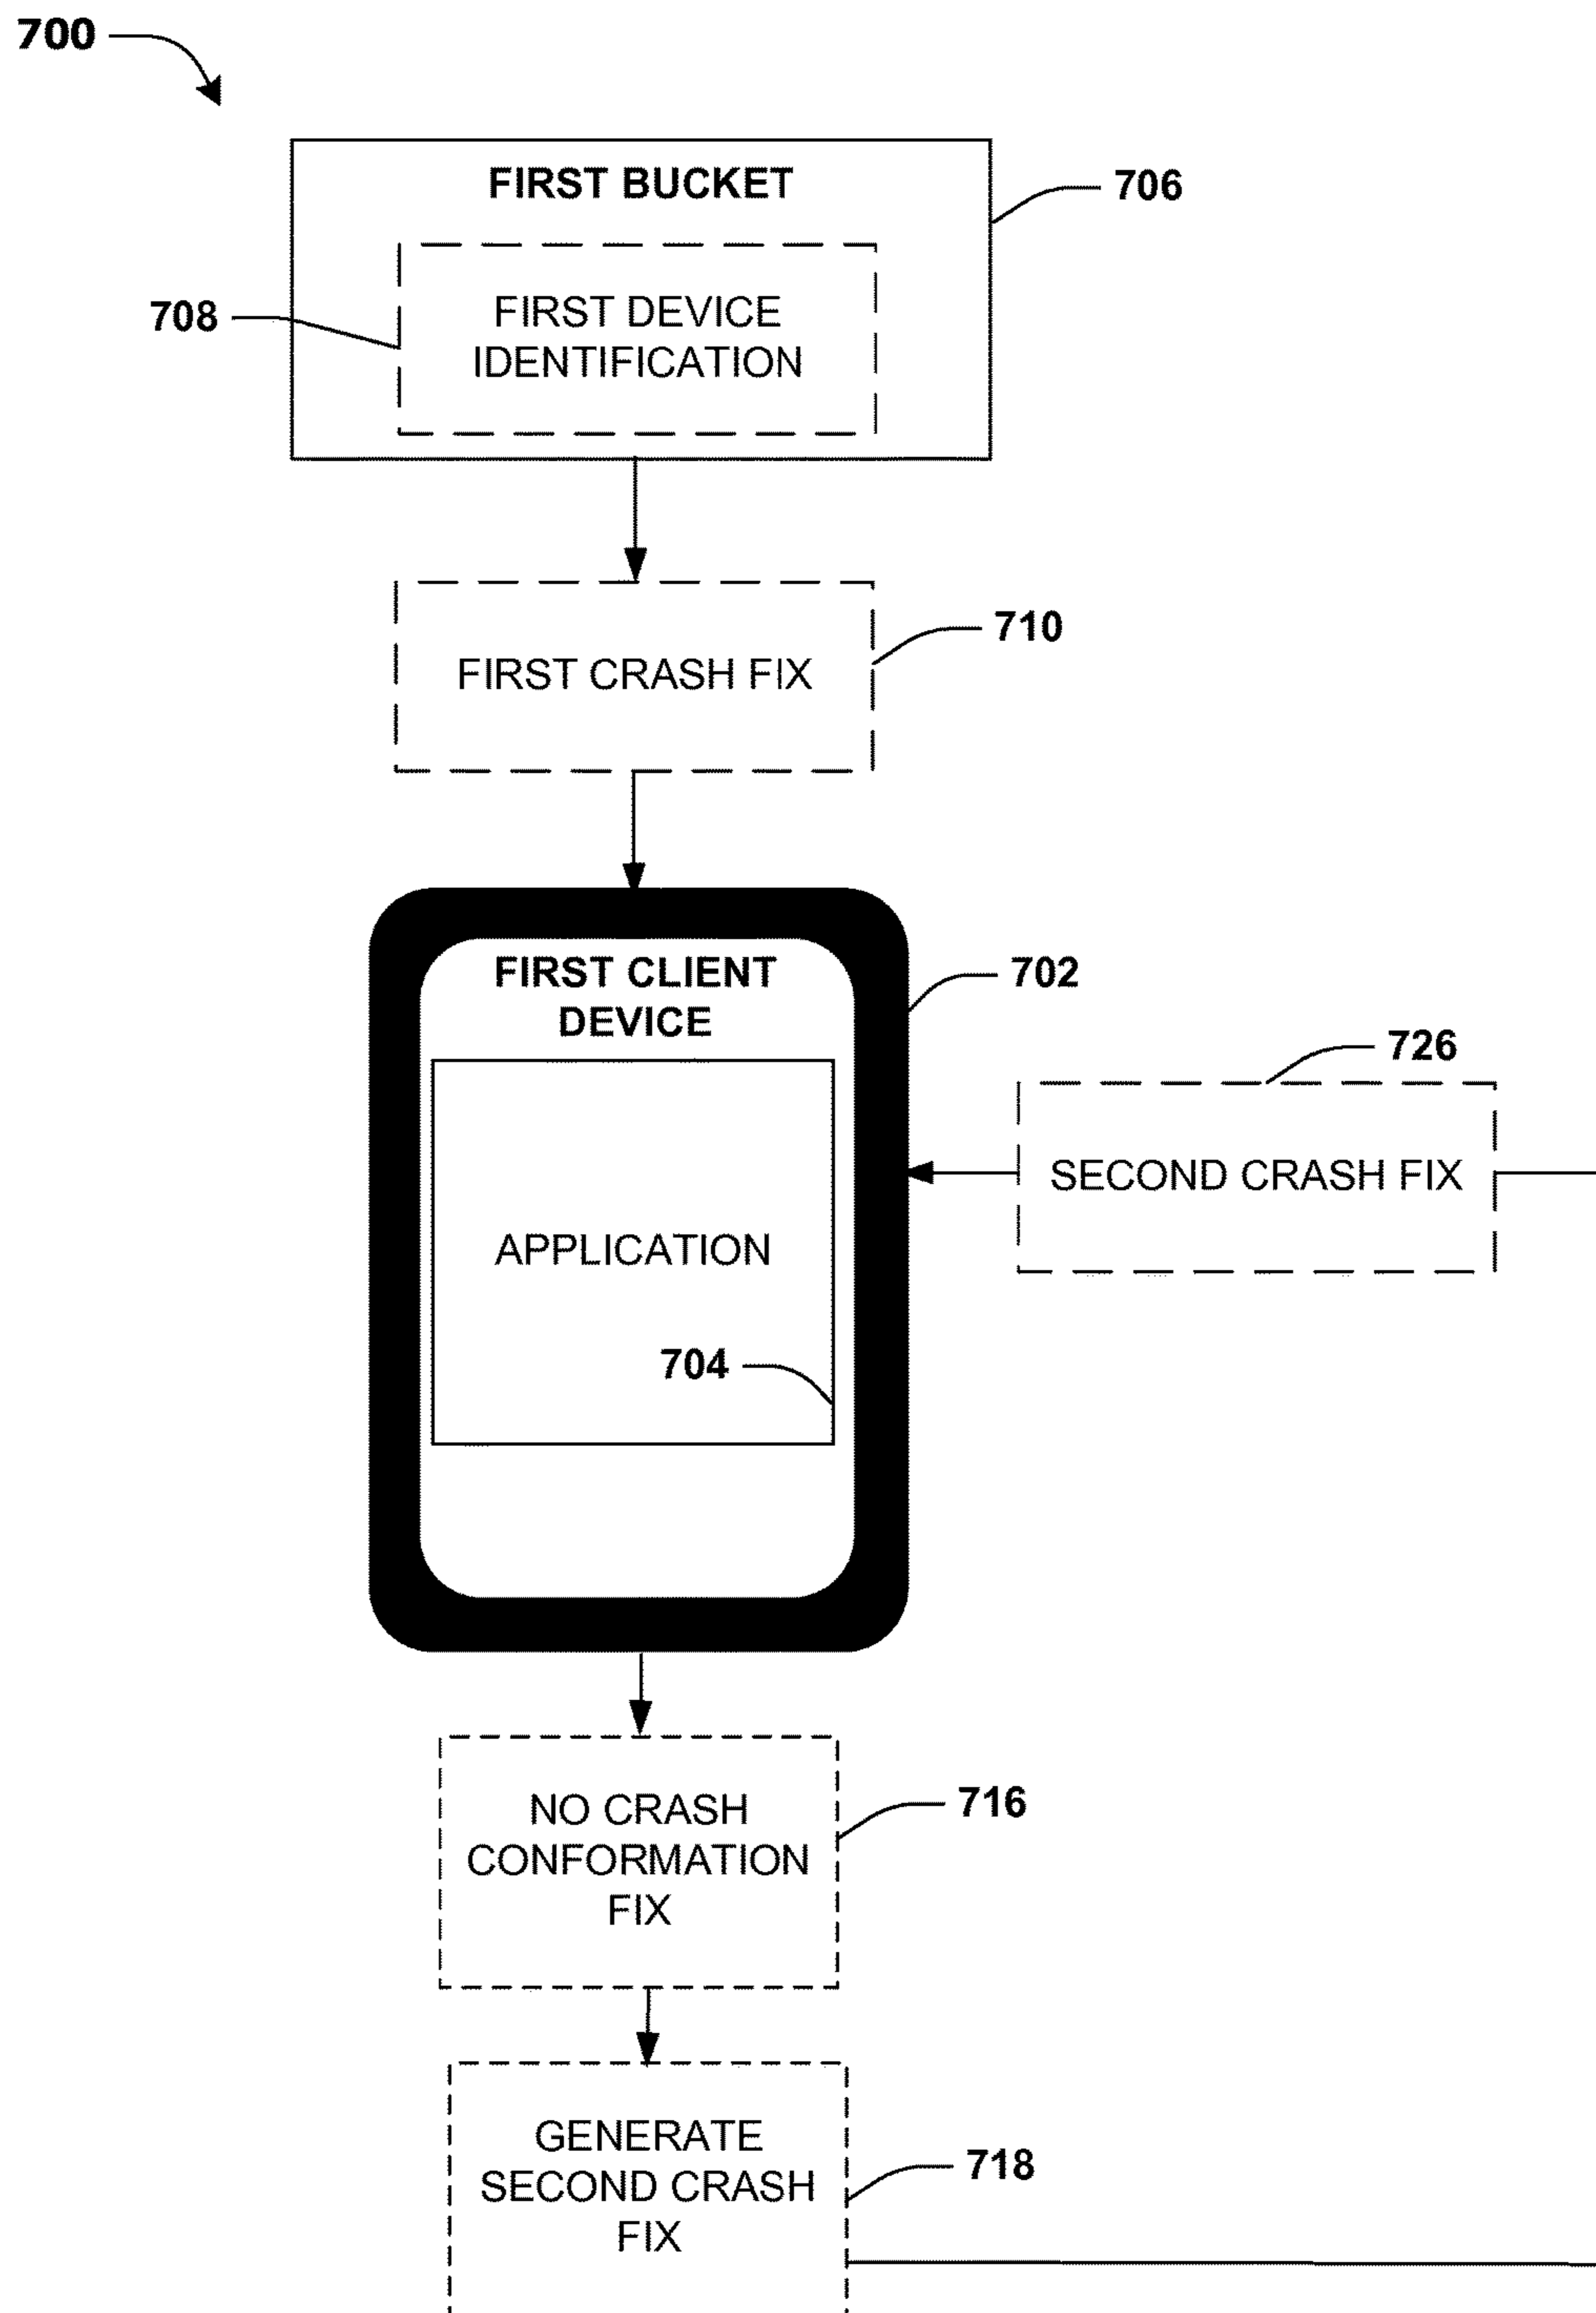 700
FIRST BUCKET
706
708
FIRST DEVICE
IDENTIFICATION
710
FIRST CRASH FIX
FIRST CLIENT
DEVICE
702
726
SECOND CRASH FIX
APPLICATION
704
716
NO CRASH
CONFORMATION
FIX
GENERATE
SECOND CRASH
FIX
718